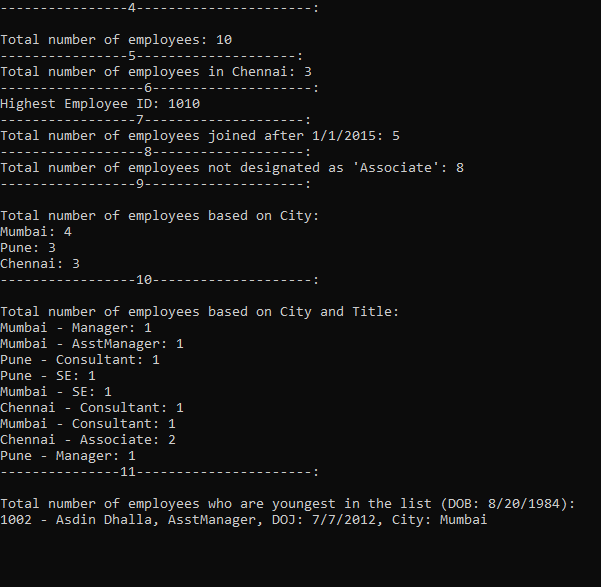 ----------------4----------------------:
Total number of employees: 10
----------------5--------------------:
Total number of employees in Chennai: 3
------------------6--------------------:
Highest Employee ID: 1010
-----------------7--------------------:
Total number of employees joined after 1/1/2015: 5
------------------8-------------------:
Total number of employees not designated as 'Associate': 8
-----------------9--------------------:
Total number of employees based on City:
Mumbai: 4
Pune: 3
Chennai: 3
-----------------10--------------------:
Total number of employees based on City and Title:
Mumbai - Manager: 1
Mumbai - AsstManager: 1
Pune - Consultant: 1
Pune - SE: 1
Mumbai - SE: 1
Chennai - Consultant: 1
Mumbai - Consultant: 1
Chennai - Associate: 2
Pune - Manager: 1
---------------11----------------------:
Total number of employees who are youngest in the list (DOB: 8/20/1984):
1002 - Asdin Dhalla, AsstManager, DOJ: 7/7/2012, City: Mumbai